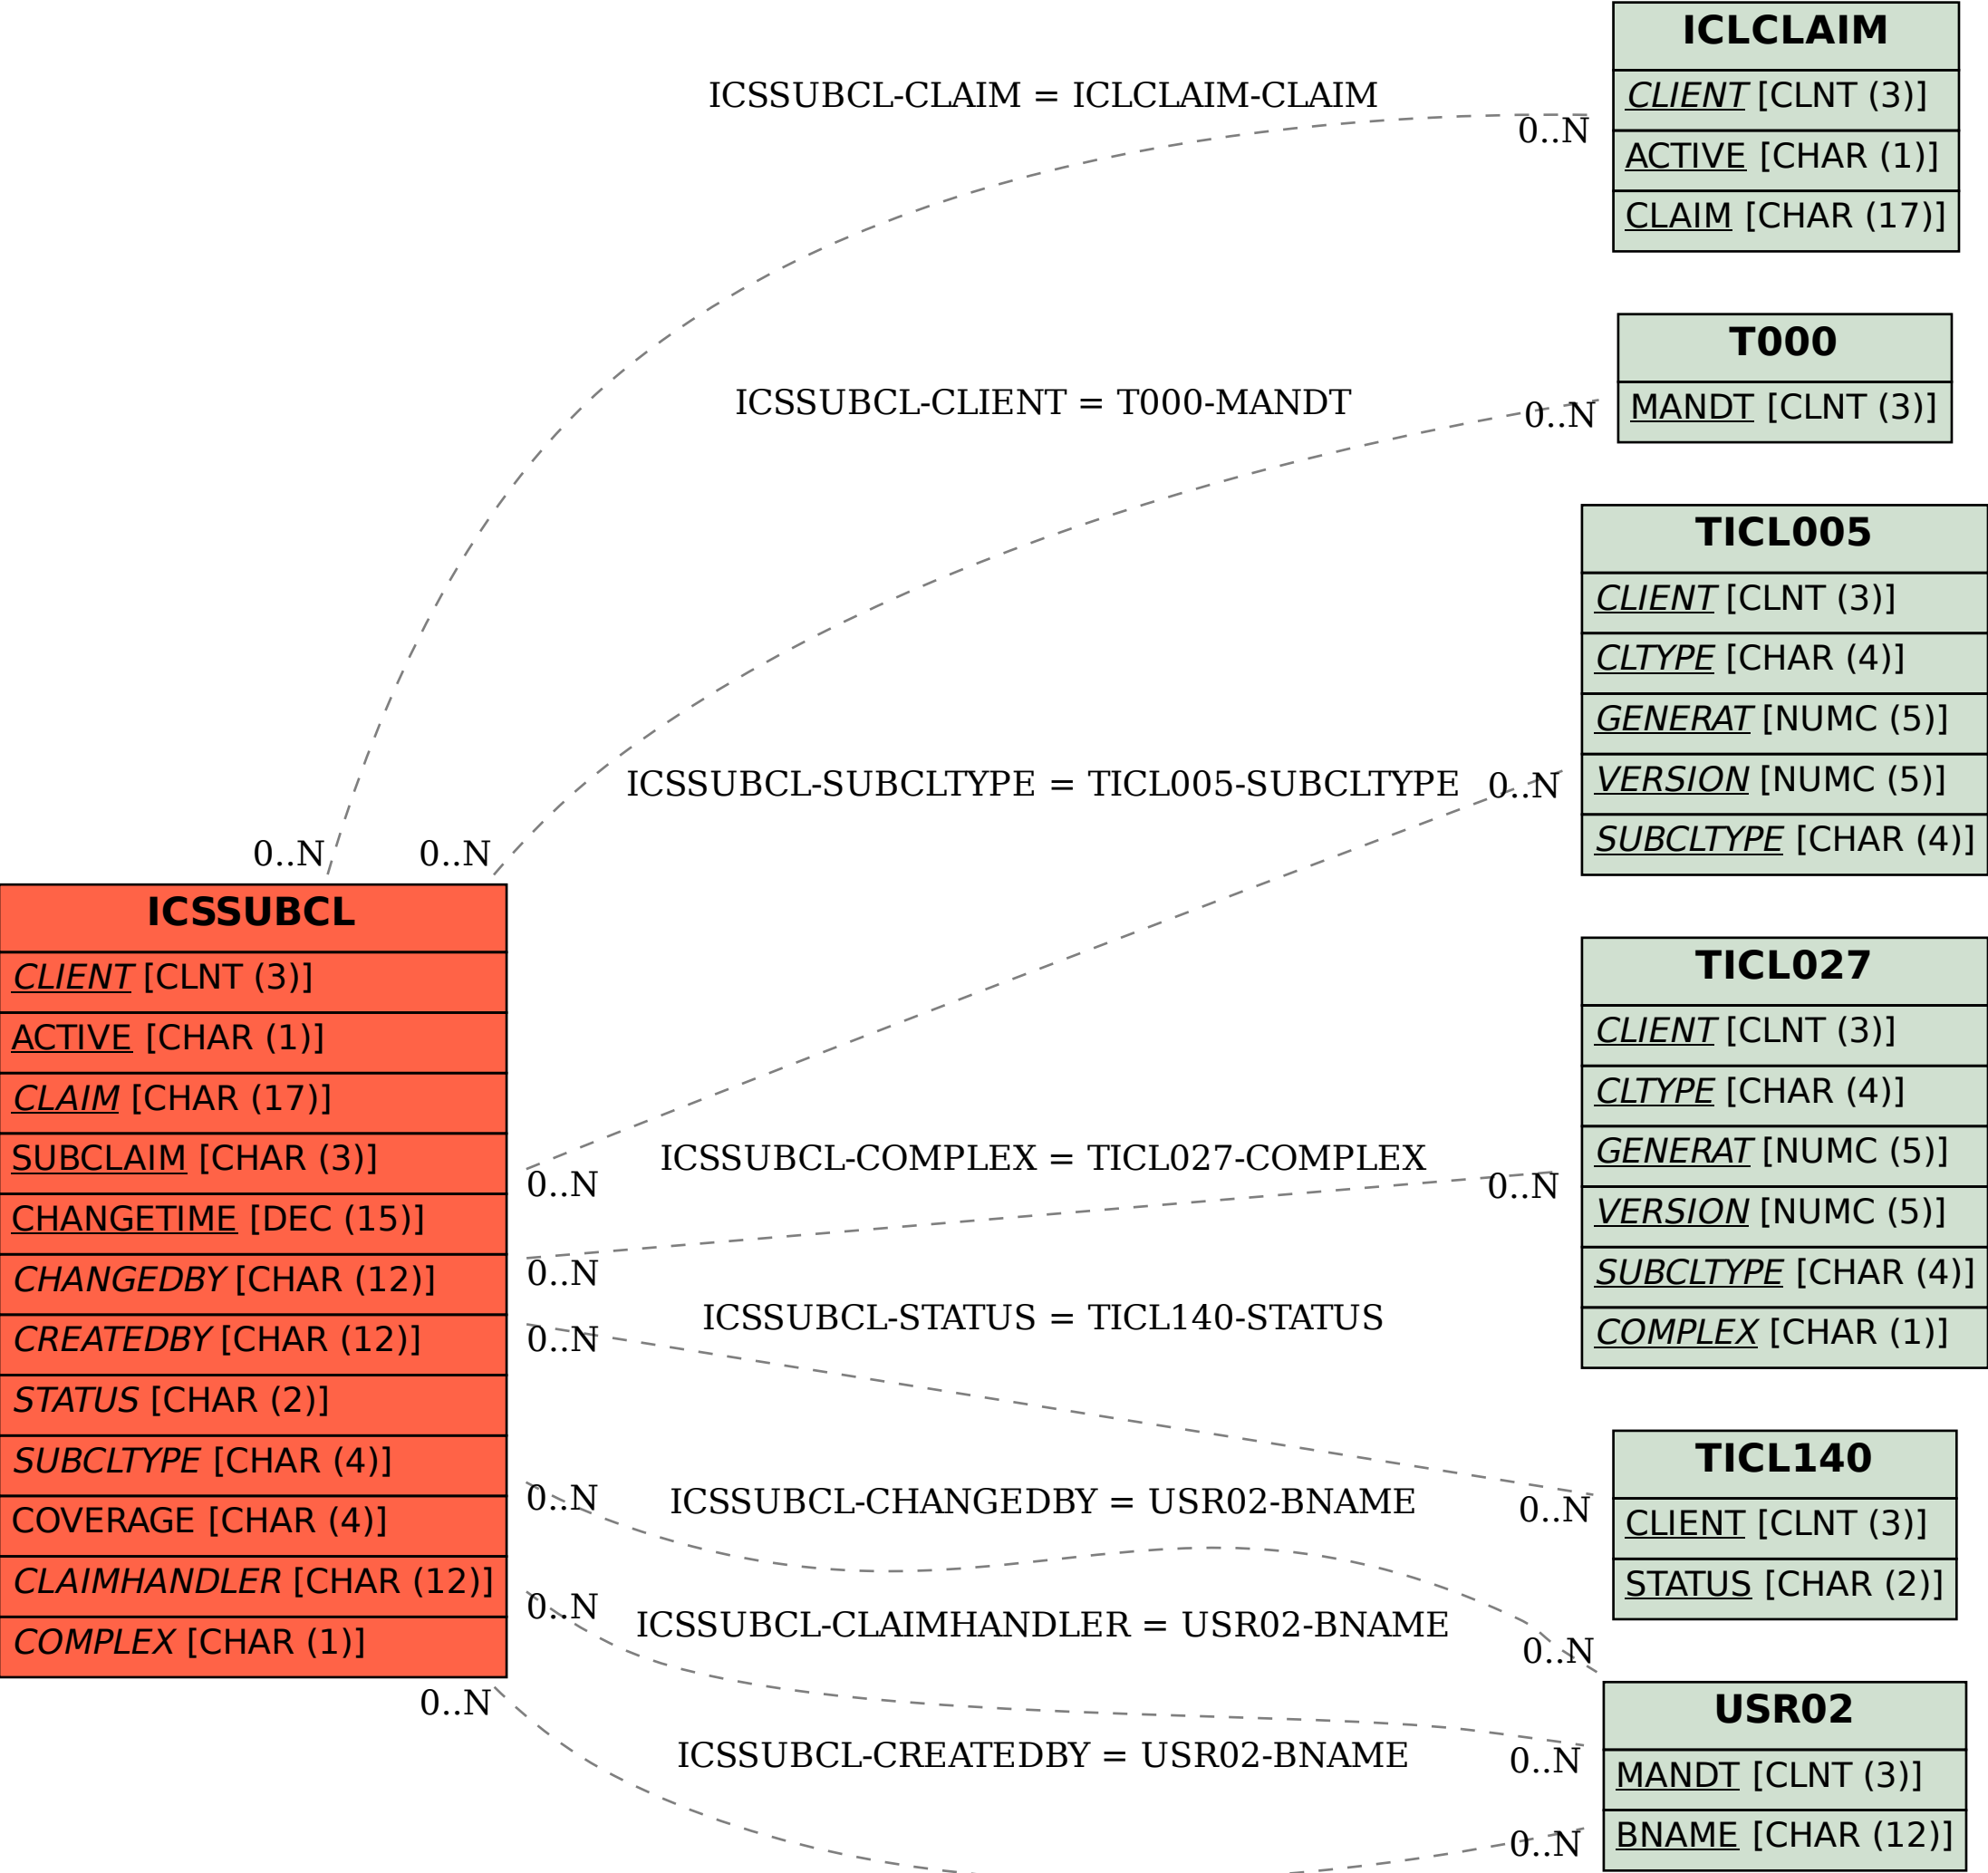 ICLCLAIM
CLIENT [CLNT (3)]
ACTIVE [CHAR (1)]
CLAIM [CHAR (17)]
ICSSUBCL-CLAIM = ICLCLAIM-CLAIM
0..N
0..N
T000
MANDT [CLNT (3)]
ICSSUBCL-CLIENT = T000-MANDT
0..N
0..N
TICL005
CLIENT [CLNT (3)]
CLTYPE [CHAR (4)]
GENERAT [NUMC (5)]
VERSION [NUMC (5)]
SUBCLTYPE [CHAR (4)]
ICSSUBCL-SUBCLTYPE = TICL005-SUBCLTYPE
0..N
0..N
ICSSUBCL
CLIENT [CLNT (3)]
ACTIVE [CHAR (1)]
CLAIM [CHAR (17)]
SUBCLAIM [CHAR (3)]
CHANGETIME [DEC (15)]
CHANGEDBY [CHAR (12)]
CREATEDBY [CHAR (12)]
STATUS [CHAR (2)]
SUBCLTYPE [CHAR (4)]
COVERAGE [CHAR (4)]
CLAIMHANDLER [CHAR (12)]
COMPLEX [CHAR (1)]
TICL027
CLIENT [CLNT (3)]
CLTYPE [CHAR (4)]
GENERAT [NUMC (5)]
VERSION [NUMC (5)]
SUBCLTYPE [CHAR (4)]
COMPLEX [CHAR (1)]
ICSSUBCL-COMPLEX = TICL027-COMPLEX
0..N
0..N
ICSSUBCL-STATUS = TICL140-STATUS
0..N
0..N
TICL140
CLIENT [CLNT (3)]
STATUS [CHAR (2)]
ICSSUBCL-CHANGEDBY = USR02-BNAME
0..N
0..N
ICSSUBCL-CLAIMHANDLER = USR02-BNAME
0..N
0..N
ICSSUBCL-CREATEDBY = USR02-BNAME
0..N
0..N
USR02
MANDT [CLNT (3)]
BNAME [CHAR (12)]